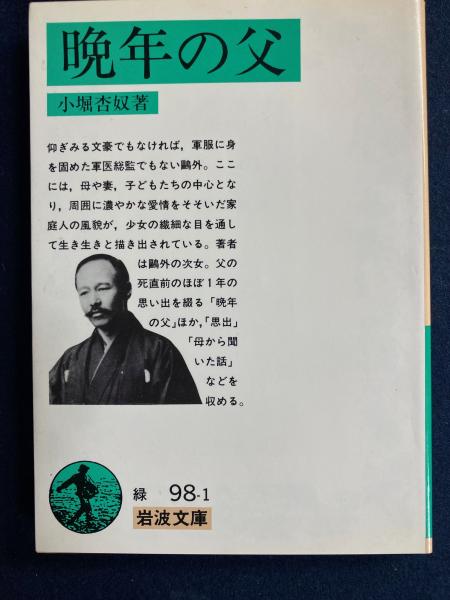 晩年の父
小堀杏奴著
仰ぎみる文豪でもなければ，軍服に身
を固めた軍医総監でもない鷗外。ここ
には，母や妻，子どもたちの中心とな
り，周囲に濃やかな愛情をそそいだ家
庭人の風貌が，少女の繊細な目を通し
て生き生きと描き出されている。著者
は鷗外の次女。父の
死直前のほぼ1年の
思い出を綴る「晩年
の父」ほか，「思出」
「母から聞
いた話」
などを
収める。
緑 98-1
岩波文庫